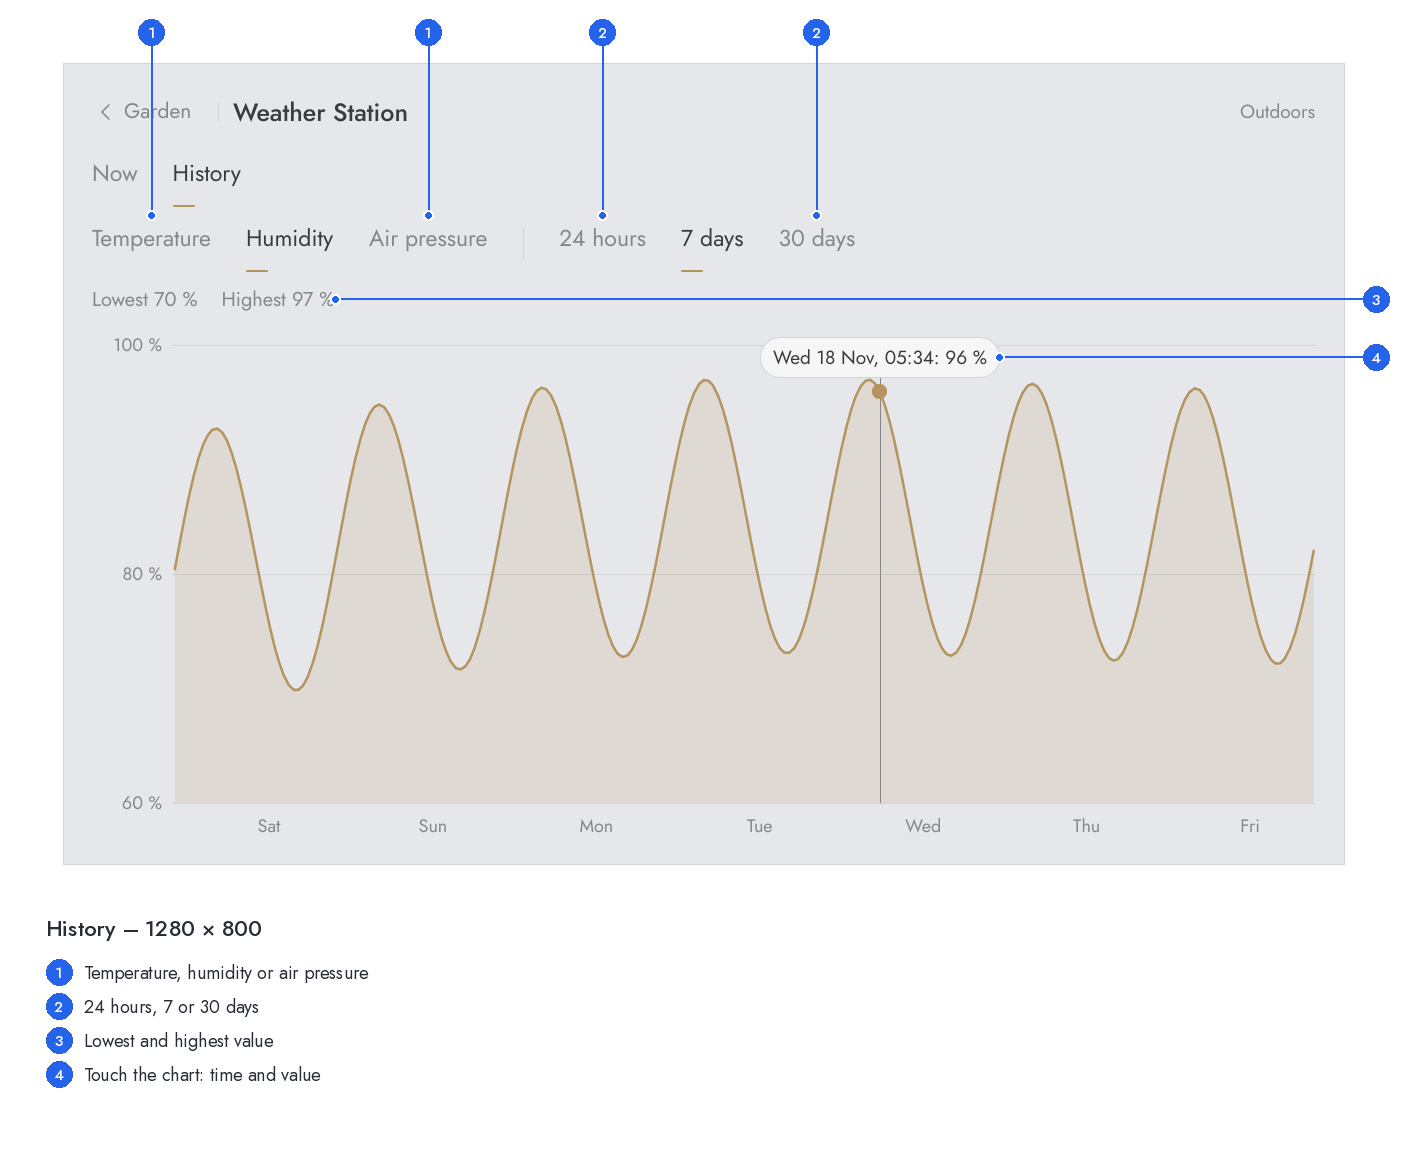 1 1 2 2
Garden Weather Station Outdoors
Now History
Temperature Humidity Air pressure 24 hours 7 days 30 days
Lowest 70 % Highest 97 % 3
100 %
Wed 18 Nov, 05:34: 96 % 4
80 %
60 %
Sat Sun Mon Tue Wed Thu Fri
History – 1280 × 800
1 Temperature, humidity or air pressure
2 24 hours, 7 or 30 days
3 Lowest and highest value
4 Touch the chart: time and value